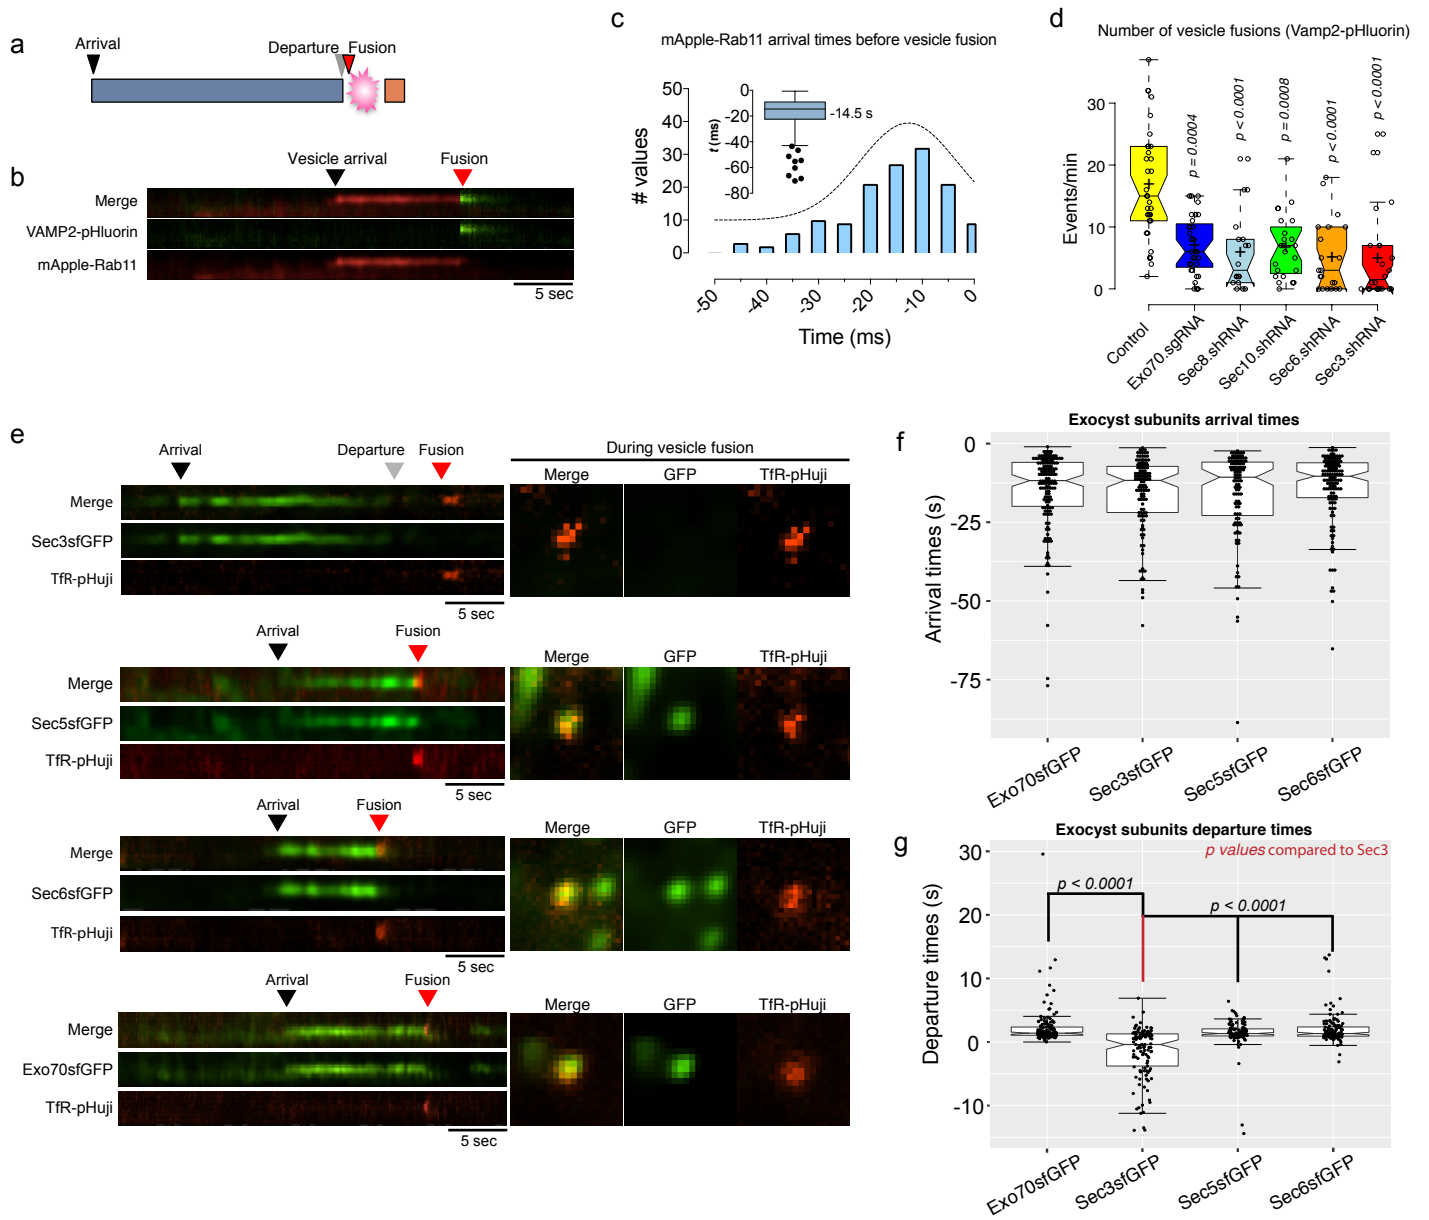 a
Arrival
Departure
Fusion
b
Vesicle arrival
Fusion
Merge
VAMP2-pHluorin
mApple-Rab11
5 sec
c
mApple-Rab11 arrival times before vesicle fusion
# values
50
40
30
20
10
0
t (ms)
0
-20
-40
-60
-80
-14.5 s
-50
-40
-30
-20
-10
0
Time (ms)
d
Number of vesicle fusions (Vamp2-pHluorin)
Events/min
30
20
10
0
p = 0.0004
p < 0.0001
p = 0.0008
p < 0.0001
p < 0.0001
Control
Exo70.sgRNA
Sec8.shRNA
Sec10.shRNA
Sec6.shRNA
Sec3.shRNA
e
Arrival
Departure
Fusion
During vesicle fusion
Merge
GFP
TfR-pHuji
Merge
Sec3sfGFP
TfR-pHuji
5 sec
Arrival
Fusion
Merge
GFP
TfR-pHuji
Merge
Sec5sfGFP
TfR-pHuji
5 sec
Arrival
Fusion
Merge
GFP
TfR-pHuji
Merge
Sec6sfGFP
TfR-pHuji
5 sec
Arrival
Fusion
Merge
GFP
TfR-pHuji
Merge
Exo70sfGFP
TfR-pHuji
5 sec
f
Exocyst subunits arrival times
Arrival times (s)
0
-25
-50
-75
Exo70sfGFP
Sec3sfGFP
Sec5sfGFP
Sec6sfGFP
g
Exocyst subunits departure times
p values compared to Sec3
Departure times (s)
30
20
10
0
-10
p < 0.0001
p < 0.0001
Exo70sfGFP
Sec3sfGFP
Sec5sfGFP
Sec6sfGFP